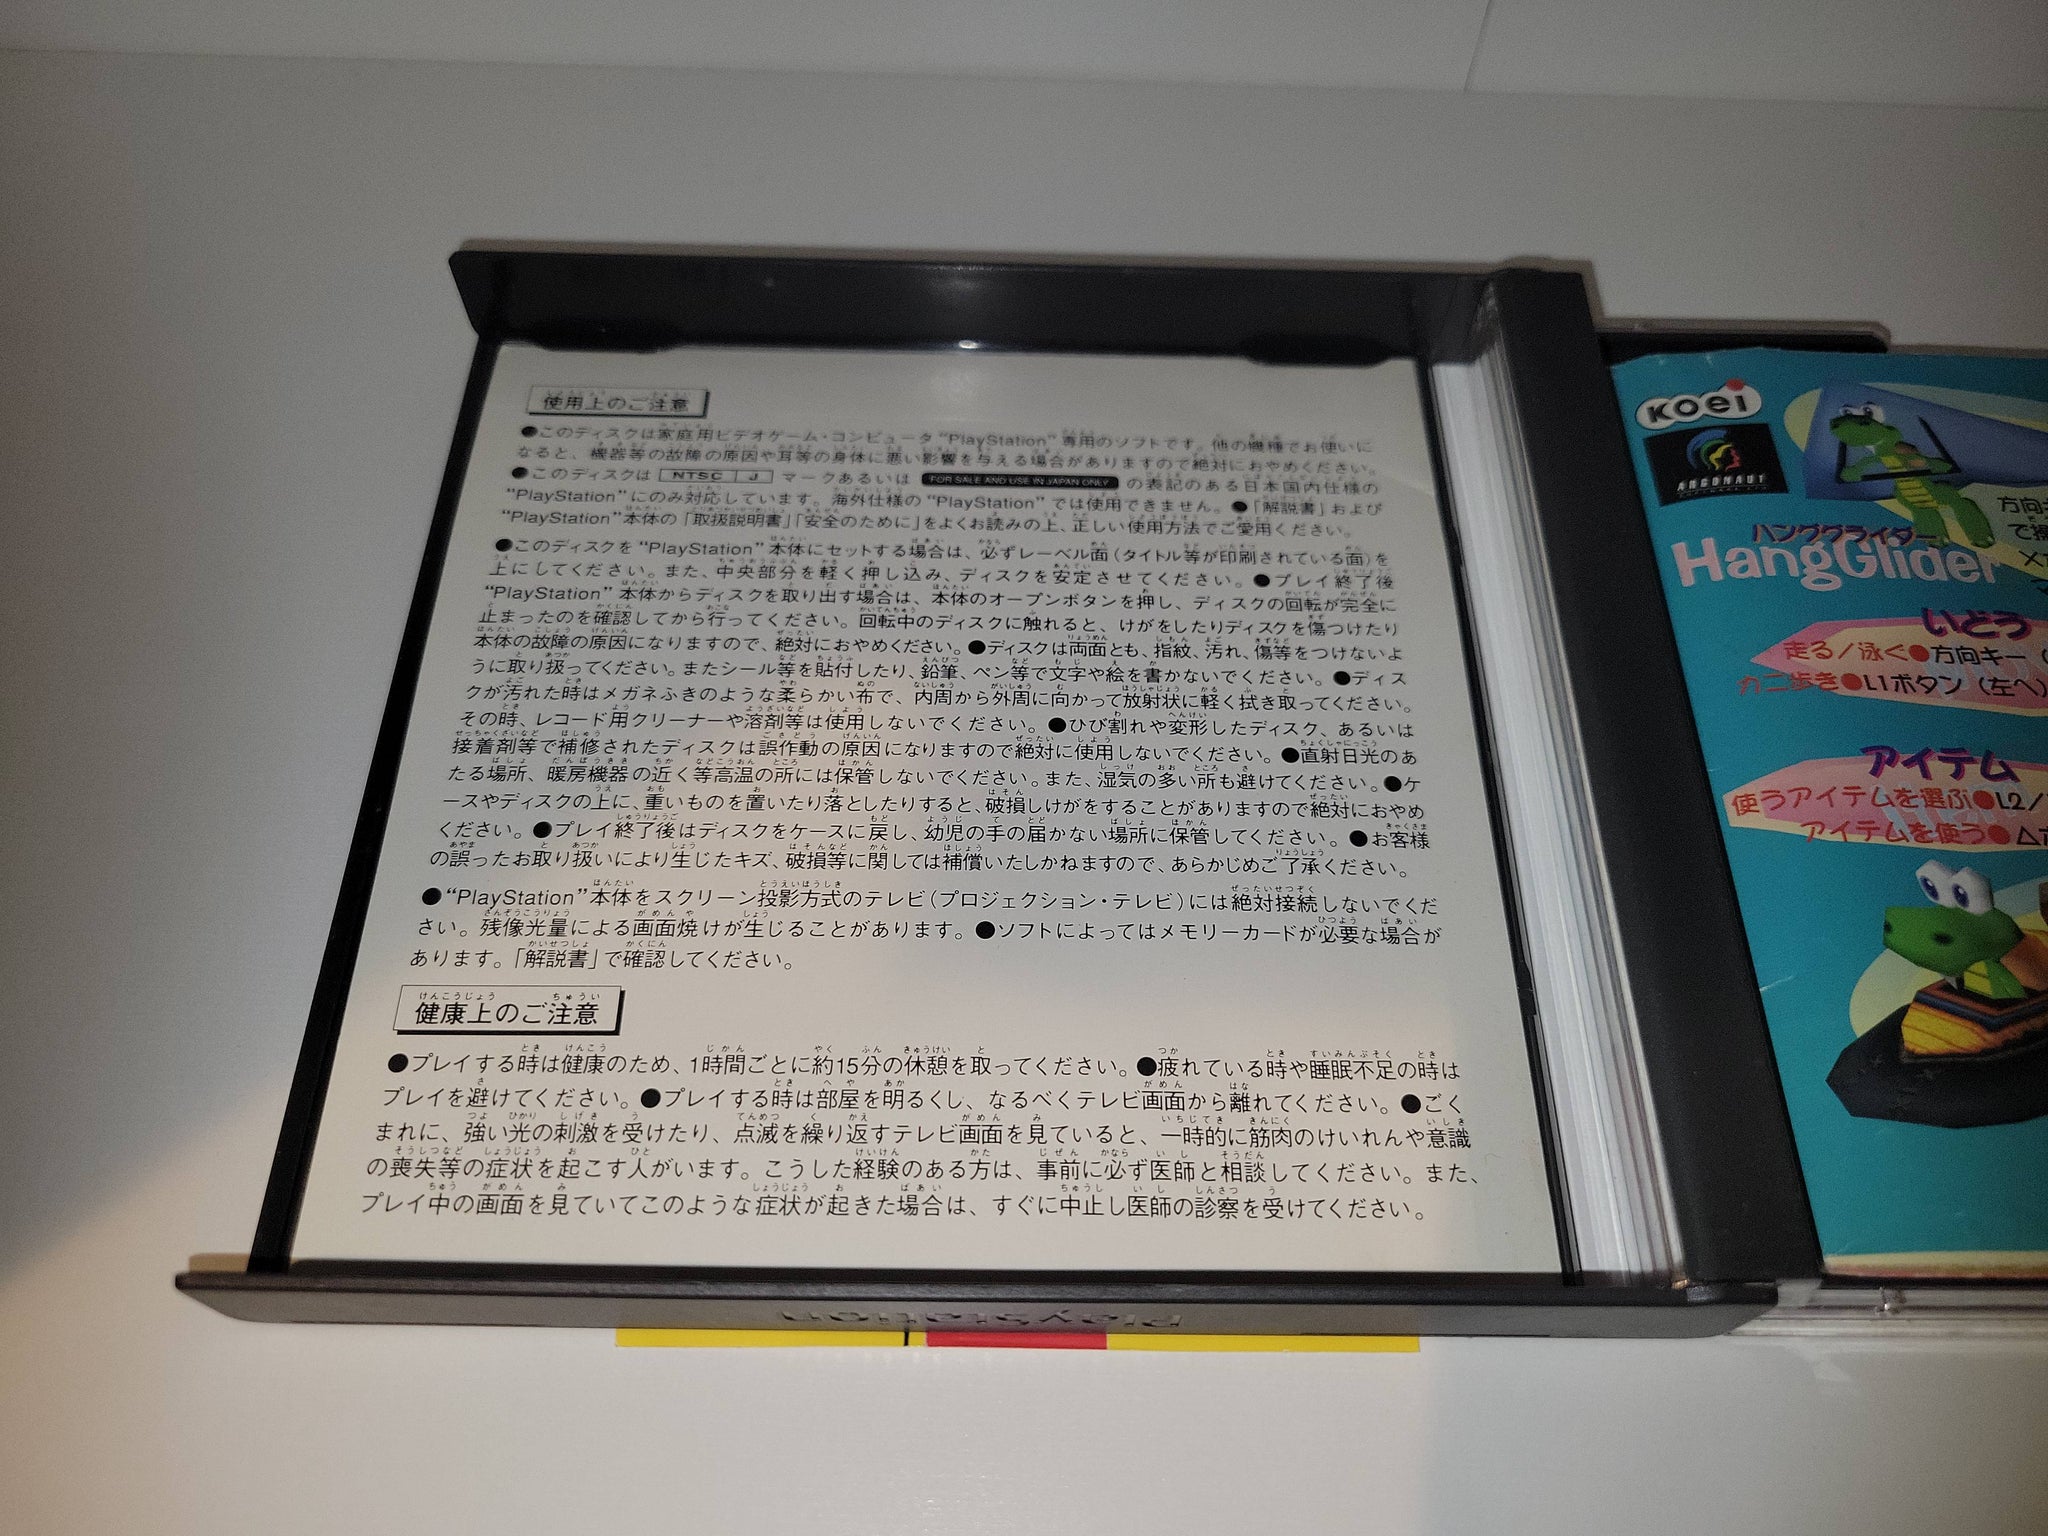 使用上のご注意
●このディスクは家庭用ビデオゲーム・コンピュータ“PlayStation”専用のソフトです。他の機種でお使いに
なると、機器等の故障の原因や耳等の身体に悪い影響を与える場合がありますので絶対におやめください。
●このディスクは NTSC J マークあるいは FOR SALE AND USE IN JAPAN ONLY の表記のある日本国内仕様の
“PlayStation”にのみ対応しています。海外仕様の“PlayStation”では使用できません。●「解説書」および
“PlayStation”本体の「取扱説明書」「安全のために」をよくお読みの上、正しい使用方法でご愛用ください。
●このディスクを“PlayStation”本体にセットする場合は、必ずレーベル面(タイトル等が印刷されている面)を
上にしてください。また、中央部分を軽く押し込み、ディスクを安定させてください。●プレイ終了後
“PlayStation”本体からディスクを取り出す場合は、本体のオープンボタンを押し、ディスクの回転が完全に
止まったのを確認してから行ってください。回転中のディスクに触れると、けがをしたりディスクを傷つけたり
本体の故障の原因になりますので、絶対におやめください。●ディスクは両面とも、指紋、汚れ、傷等をつけないよ
うに取り扱ってください。またシール等を貼付したり、鉛筆、ペン等で文字や絵を書かないでください。●ディス
クが汚れた時はメガネふきのような柔らかい布で、内周から外周に向かって放射状に軽く拭き取ってください。
その時、レコード用クリーナーや溶剤等は使用しないでください。●ひび割れや変形したディスク、あるいは
接着剤等で補修されたディスクは誤作動の原因になりますので絶対に使用しないでください。●直射日光のあ
たる場所、暖房機器の近く等高温の所には保管しないでください。また、湿気の多い所も避けてください。●ケ
ースやディスクの上に、重いものを置いたり落としたりすると、破損しけがをすることがありますので絶対におやめ
ください。●プレイ終了後はディスクをケースに戻し、幼児の手の届かない場所に保管してください。●お客様
の誤ったお取り扱いにより生じたキズ、破損等に関しては補償いたしかねますので、あらかじめご了承ください。
●“PlayStation”本体をスクリーン投影方式のテレビ(プロジェクション・テレビ)には絶対接続しないでくだ
さい。残像光量による画面焼けが生じることがあります。●ソフトによってはメモリーカードが必要な場合が
あります。「解説書」で確認してください。
健康上のご注意
●プレイする時は健康のため、1時間ごとに約15分の休憩を取ってください。●疲れている時や睡眠不足の時は
プレイを避けてください。●プレイする時は部屋を明るくし、なるべくテレビ画面から離れてください。●ごく
まれに、強い光の刺激を受けたり、点滅を繰り返すテレビ画面を見ていると、一時的に筋肉のけいれんや意識
の喪失等の症状を起こす人がいます。こうした経験のある方は、事前に必ず医師と相談してください。また、
プレイ中の画面を見ていてこのような症状が起きた場合は、すぐに中止し医師の診察を受けてください。
KOEI
ARGONAUT
ハンググライダー
HangGlider
方向キ
で操
いどう
走る/泳ぐ●方向キー(
カニ歩き●L1ボタン(左へ)
アイテム
使うアイテムを選ぶ●L2/
アイテムを使う●△ボ